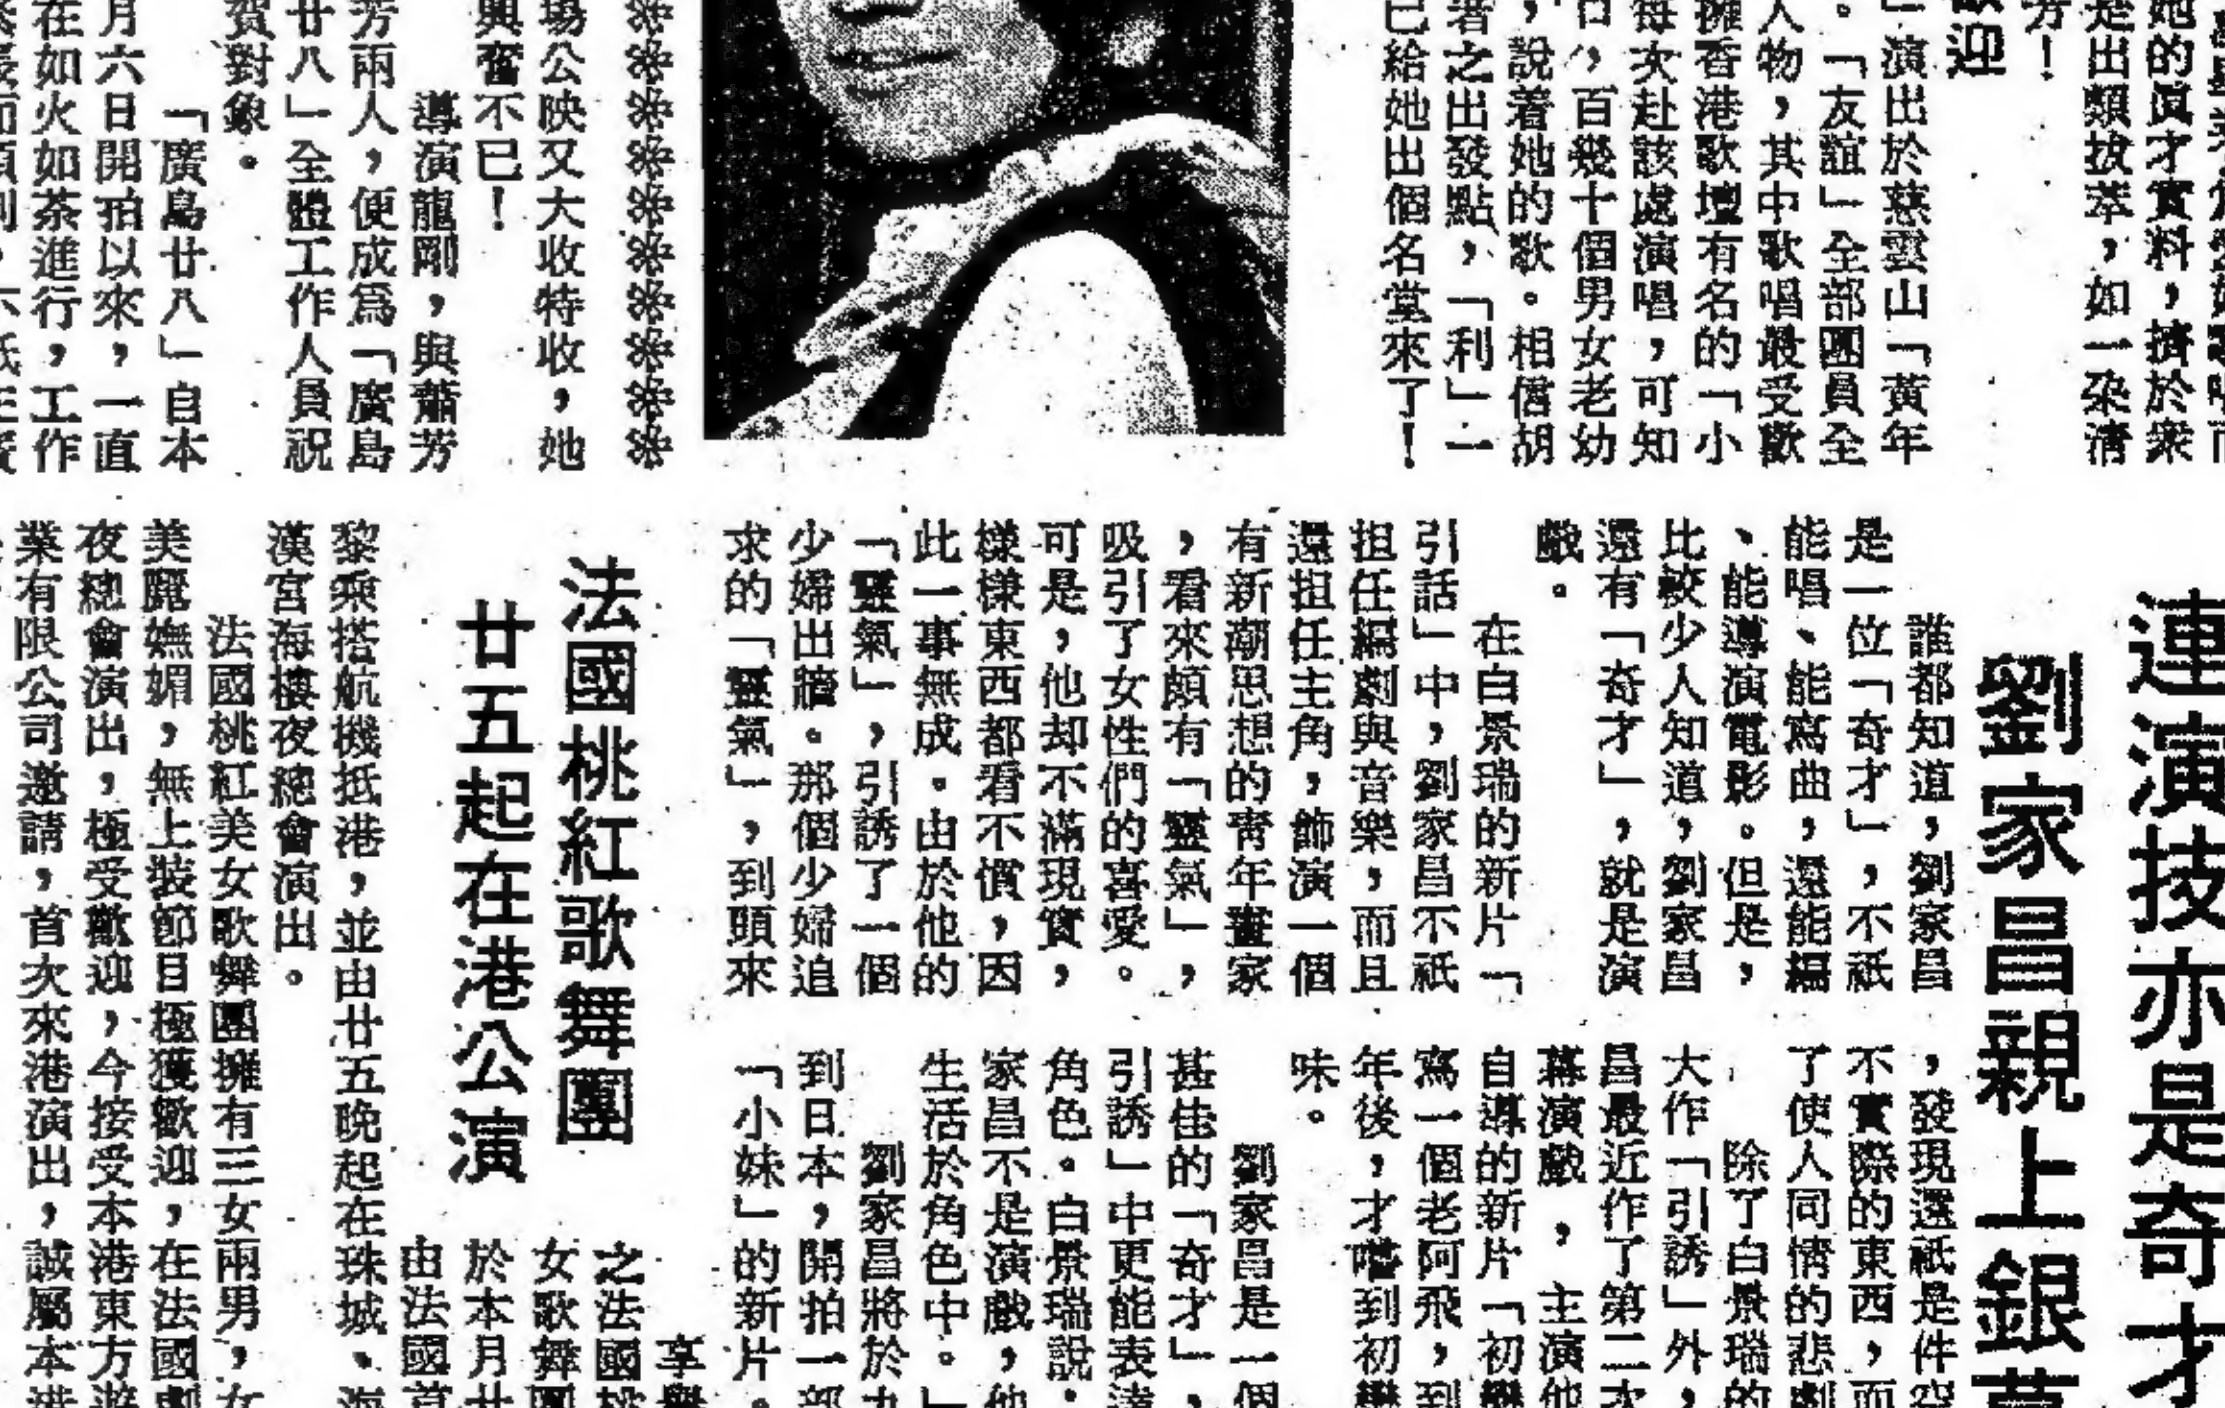 她的眞才實料，擠於衆
是出類拔萃，如一朶清
芳！
迎
」演出於慈雲山「黃年
。「友誼」全部團員全
人物，其中歌唱最受歡
擁香港歌壇有名的「小
每次赴該處演唱，可知
日，百幾十個男女老幼
，說着她的歌。相信胡
著之出發點，「利」一
已給她出個名堂來了！
場公映又大收特收，她
興奮不已！
導演龍剛，與蕭芳
芳兩人，便成爲「廣島
廿八」全體工作人員祝
賀對象。
「廣島廿八」自本
月六日開拍以來，一直
在如火如荼進行，工作
連演技亦是奇才
劉家昌親上銀幕
誰都知道，劉家昌
是一位「奇才」，不祇
能唱、能寫曲，還能編
、能導演電影。但是，
比較少人知道，劉家昌
還有「奇才」，就是演
戲。
在白景瑞的新片「
引話」中，劉家昌不祇
担任編劇與音樂，而且
還担任主角，飾演一個
有新潮思想的青年畫家
，看來頗有「靈氣」，
吸引了女性們的喜愛。
可是，他却不滿現實，
樣樣東西都看不慣，因
此一事無成。由於他的
「靈氣」，引誘了一個
少婦出牆。那個少婦追
求的「靈氣」，到頭來
，發現還祇是件空
不實際的東西，而
了使人同情的悲劇
除了白景瑞的
大作「引誘」外，
昌最近作了第二次
幕演戲，主演他
自導的新片「初戀
寫一個老阿飛，到
年後，才嚐到初戀
味。
劉家昌是一個
甚佳的「奇才」，
引誘」中更能表達
角色。白景瑞說，
家昌不是演戲，他
生活於角色中。」
劉家昌將於九
到日本，開拍一部
「小妹」的新片。
法國桃紅歌舞團
廿五起在港公演
享譽
之法國桃
女歌舞團
於本月廿
由法國首
黎乘搭航機抵港，並由廿五晚起在珠城、海
漢宮海樓夜總會演出。
法國桃紅美女歌舞團擁有三女兩男，女
美麗嫵媚，無上裝節目極獲歡迎，在法國劇
夜總會演出，極受歡迎，今接受本港東方遊
業有限公司邀請，首次來港演出，誠屬本港